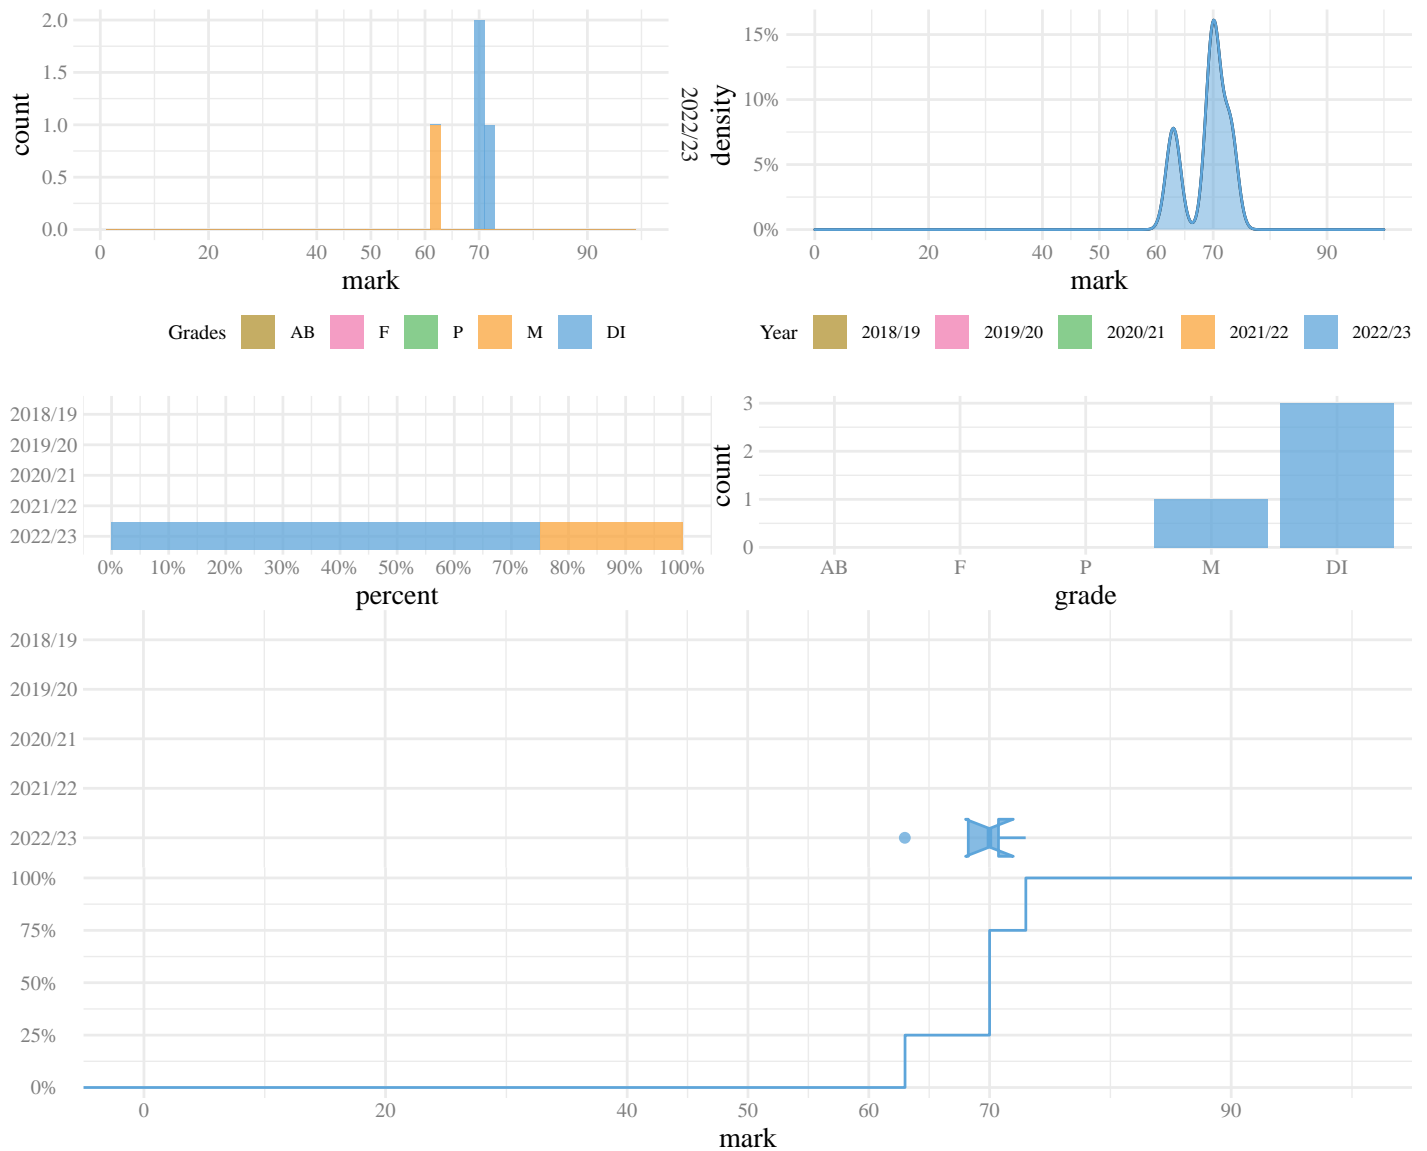 2.0
1.5
1.0
0.5
0.0
0 20 40 50 60 70 90
count
mark
2022/23
15%
10%
5%
0%
0 20 40 50 60 70 90
density
mark
Grades AB F P M DI
Year 2018/19 2019/20 2020/21 2021/22 2022/23
2018/19
2019/20
2020/21
2021/22
2022/23
0% 10% 20% 30% 40% 50% 60% 70% 80% 90% 100%
percent
3
2
1
0
count
AB F P M DI
grade
2018/19
2019/20
2020/21
2021/22
2022/23
100%
75%
50%
25%
0%
0 20 40 60 70 90
mark